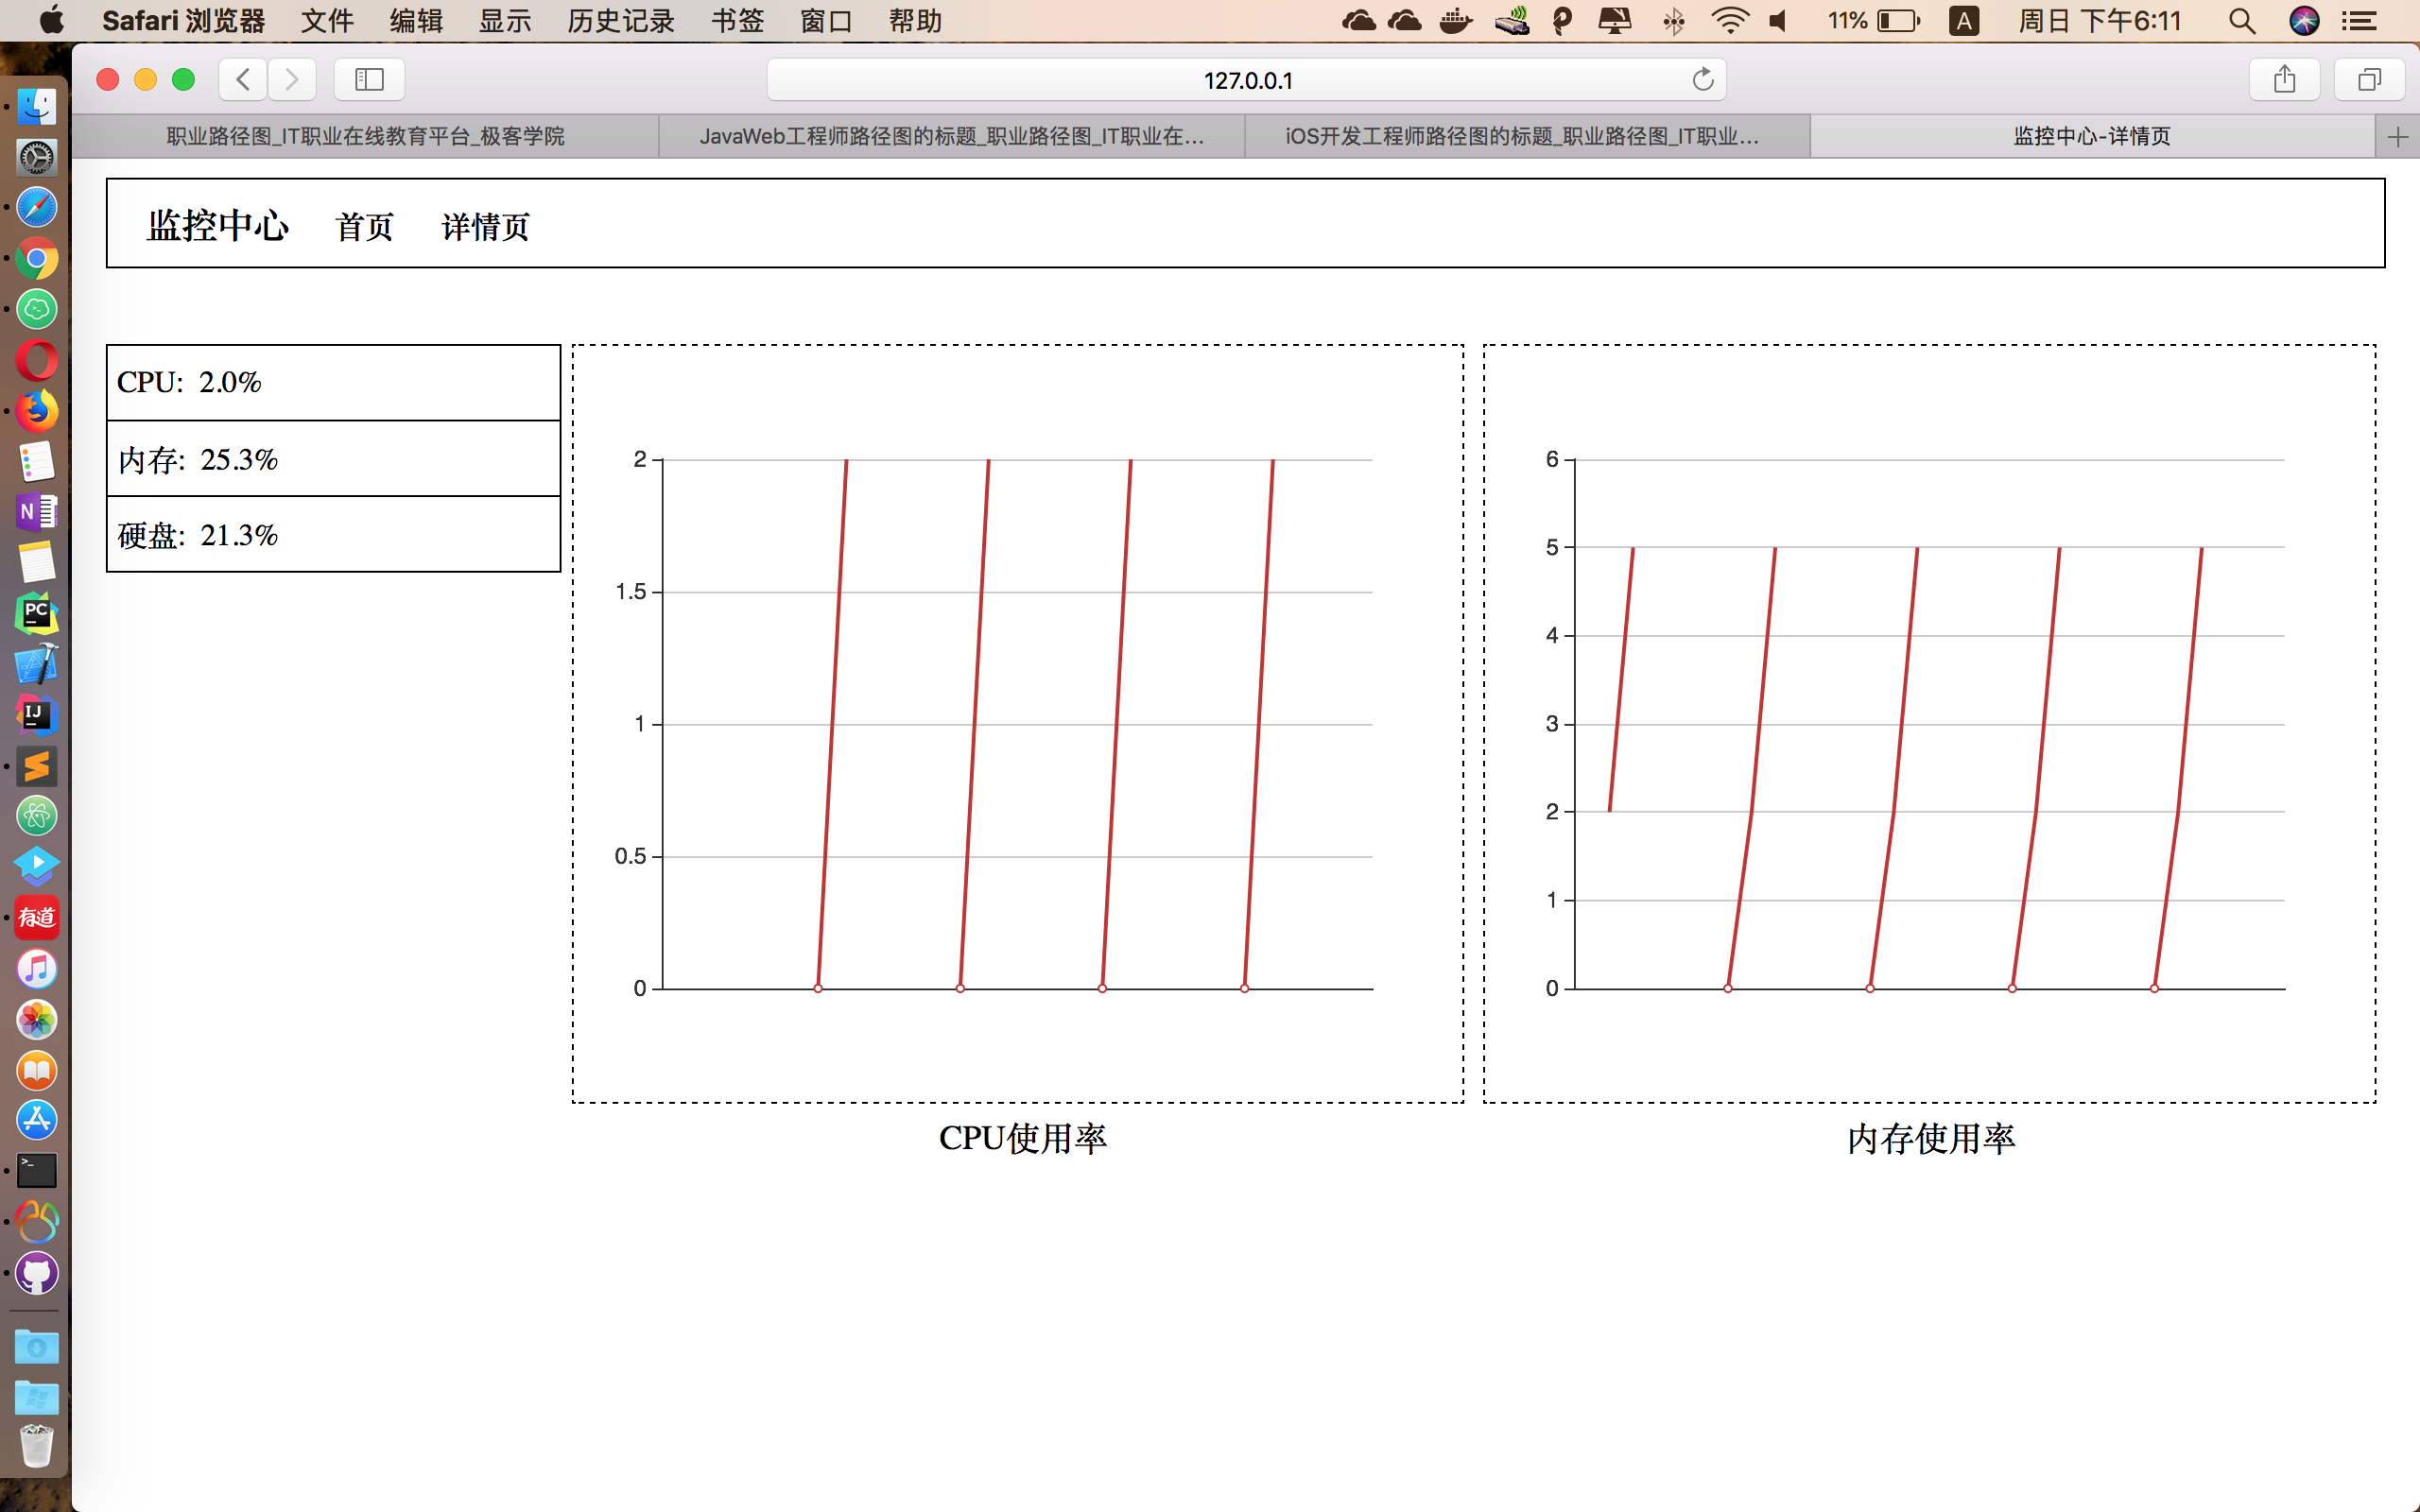 Safari 浏览器 文件 编辑 显示 历史记录 书签 窗口 帮助 11% A 周日 下午6:11
127.0.0.1
职业路径图_IT职业在线教育平台_极客学院 JavaWeb工程师路径图的标题_职业路径图_IT职业在... iOS开发工程师路径图的标题_职业路径图_IT职业... 监控中心-详情页
监控中心 首页 详情页
CPU: 2.0%
内存: 25.3%
硬盘: 21.3%
2
1.5
1
0.5
0
CPU使用率
6
5
4
3
2
1
0
内存使用率
N
PC
IJ
有道
>_